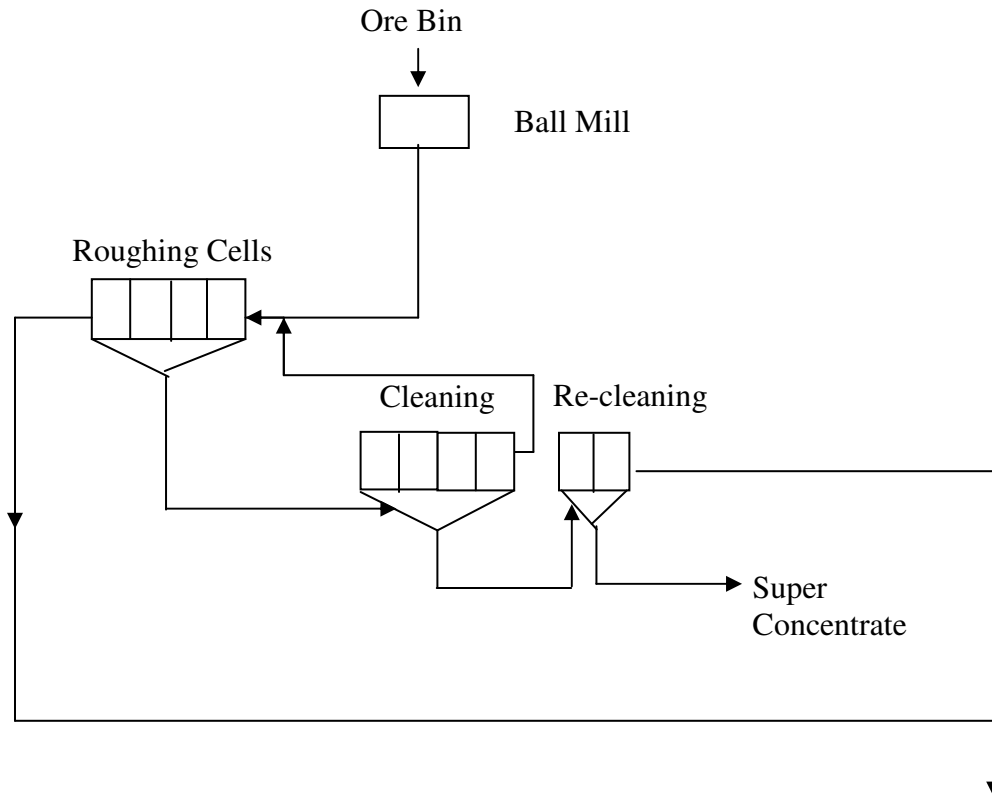 Ore Bin
Ball Mill
Roughing Cells
Cleaning
Re-cleaning
Super
Concentrate